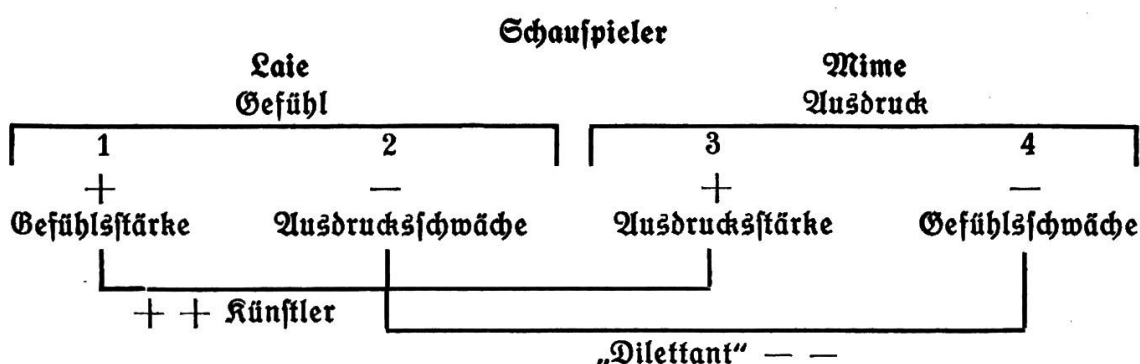 Schauspieler
Laie Mime
Gefühl Ausdruck
1 2 3 4
+ — + —
Gefühlsstärke Ausdrucksschwäche Ausdrucksstärke Gefühlsschwäche
+ + Künstler
„Dilettant“ — —